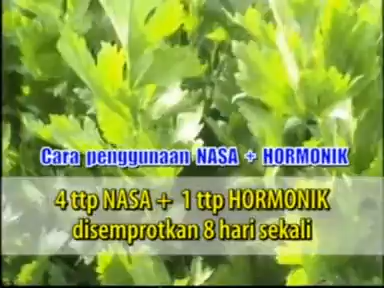 Cara penggunaan NASA + HORMONIK
4 ttp NASA + 1 ttp HORMONIK
disemprotkan 8 hari sekali